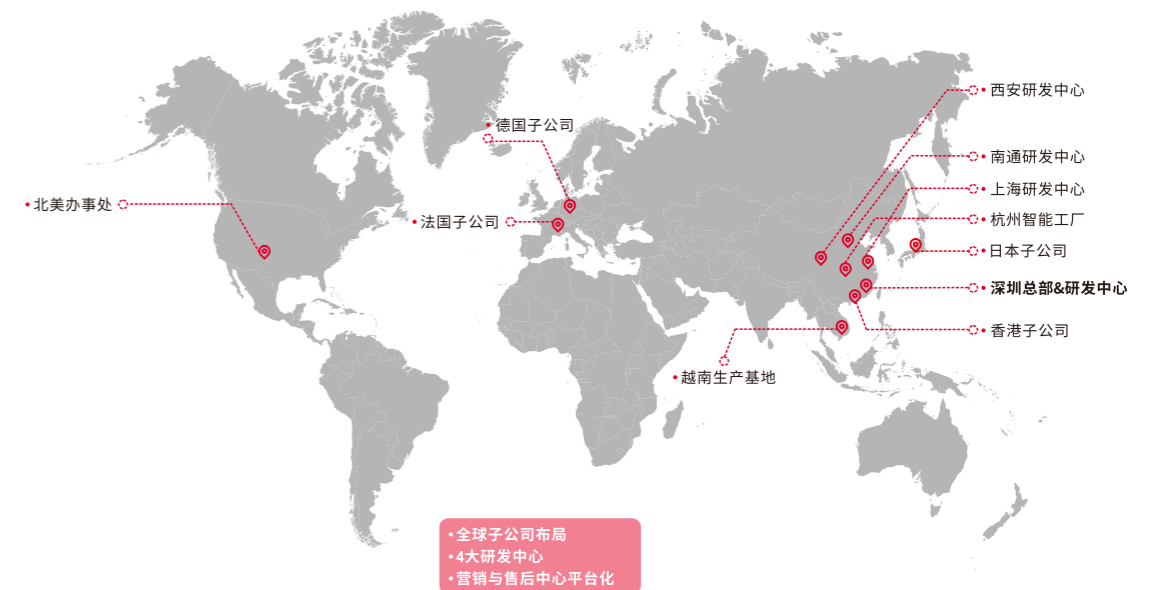 西安研发中心
德国子公司
南通研发中心
上海研发中心
北美办事处
法国子公司
杭州智能工厂
日本子公司
深圳总部&研发中心
香港子公司
越南生产基地
•全球子公司布局
•4大研发中心
•营销与售后中心平台化